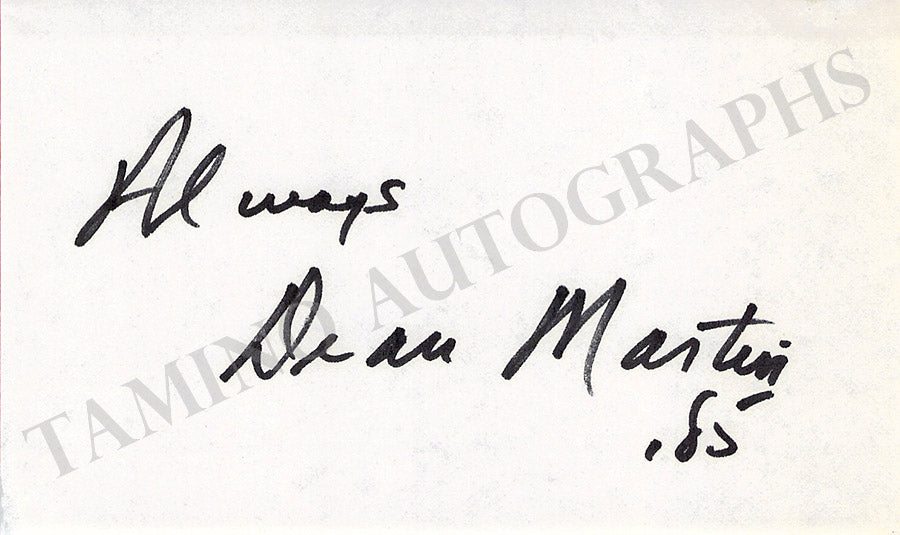 Always
Dean Martin
.85
TAMINO AUTOGRAPHS